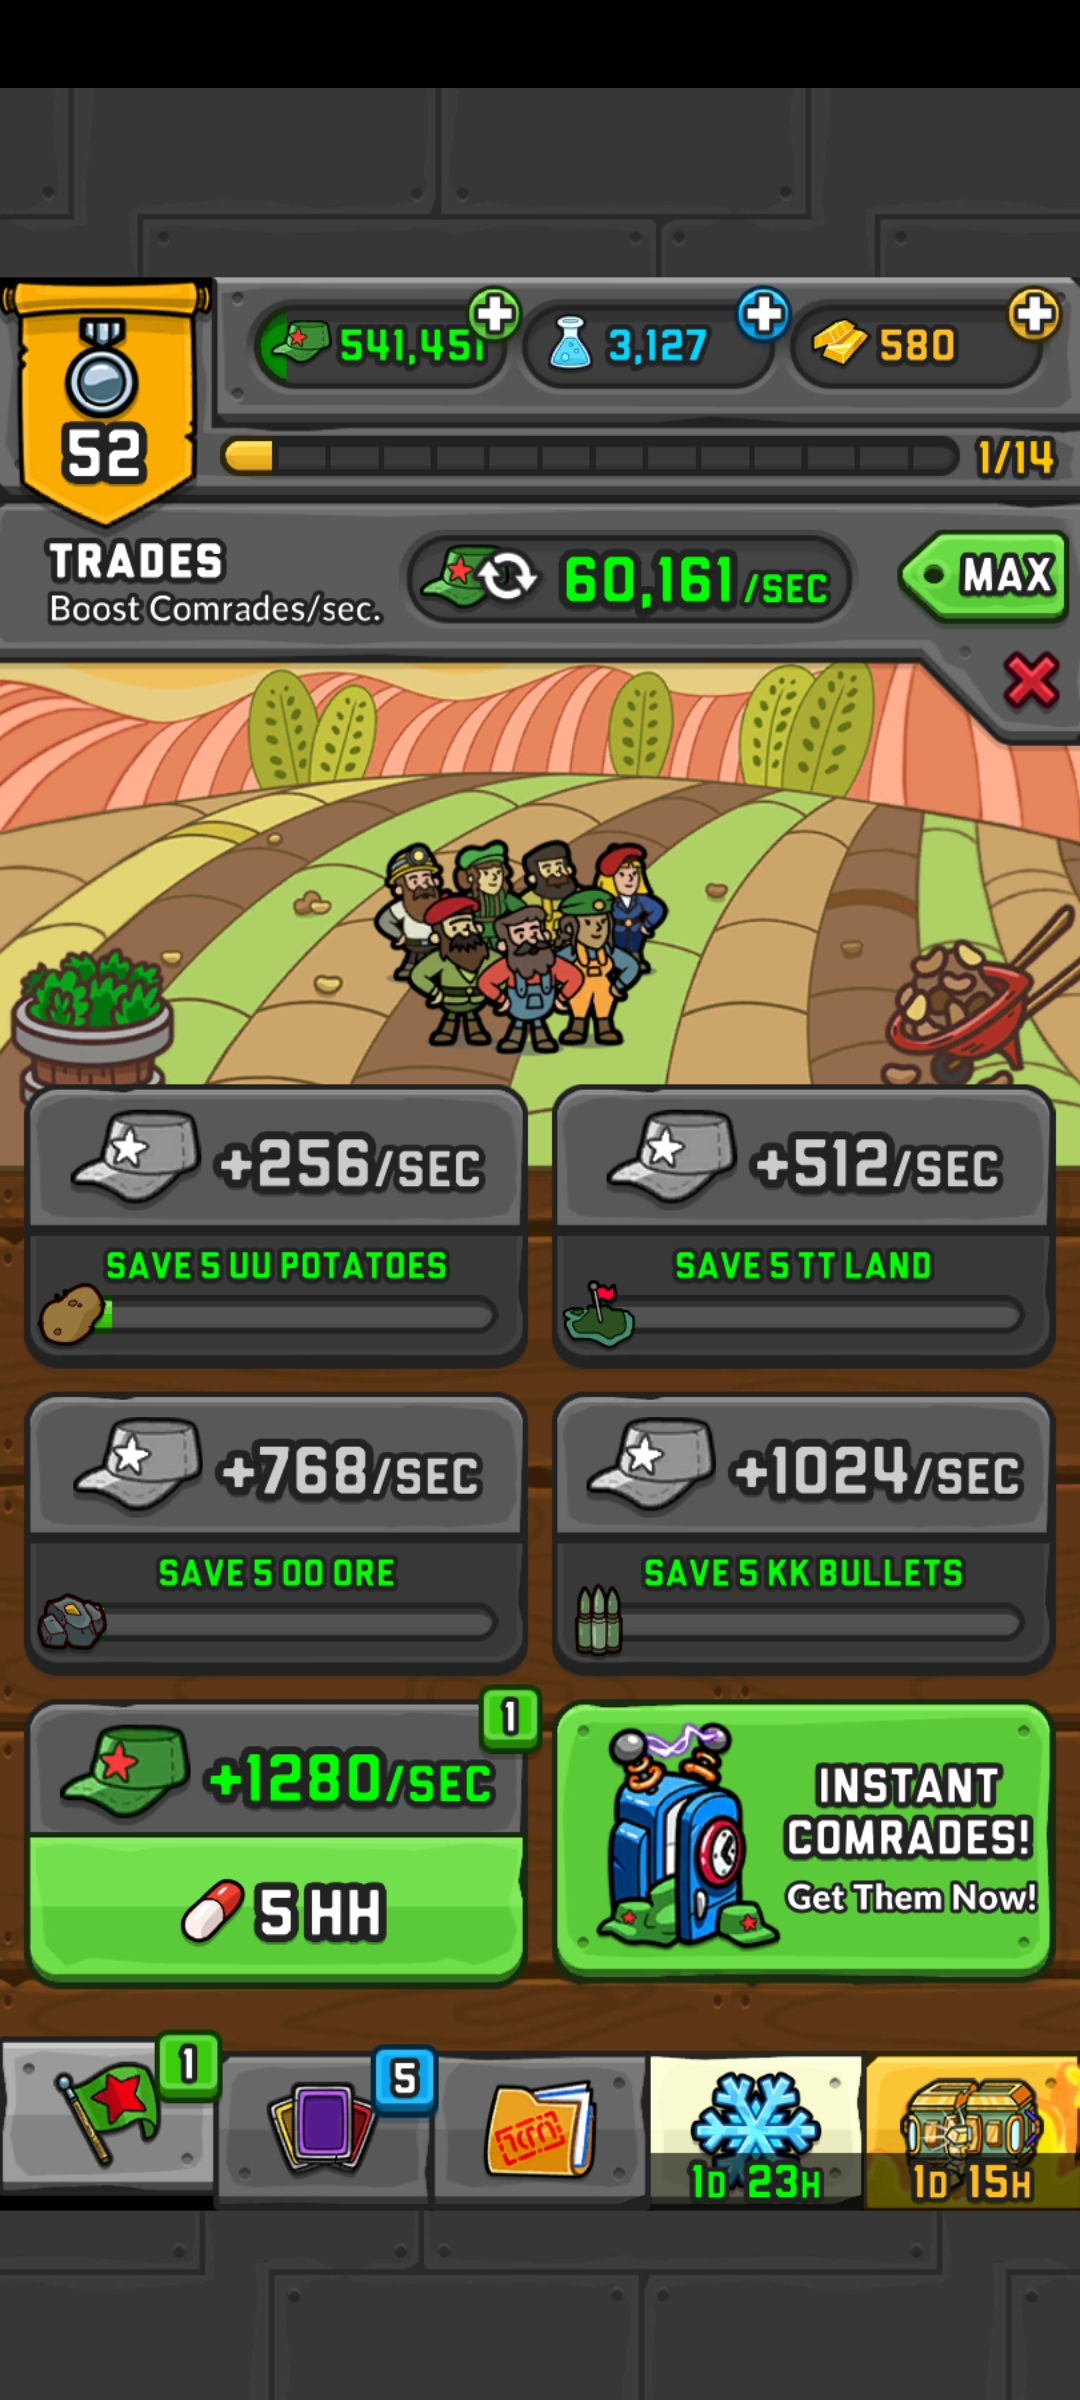 541,451
3,127
580
52
1/14
TRADES
Boost Comrades/sec.
60,161/SEC
MAX
+256/SEC
+512/SEC
SAVE 5 UU POTATOES
SAVE 5 TT LAND
+768/SEC
+1024/SEC
SAVE 5 OO ORE
SAVE 5 KK BULLETS
1
+1280/SEC
5 HH
INSTANT
COMRADES!
Get Them Now!
1
5
1D 23H
1D 15H